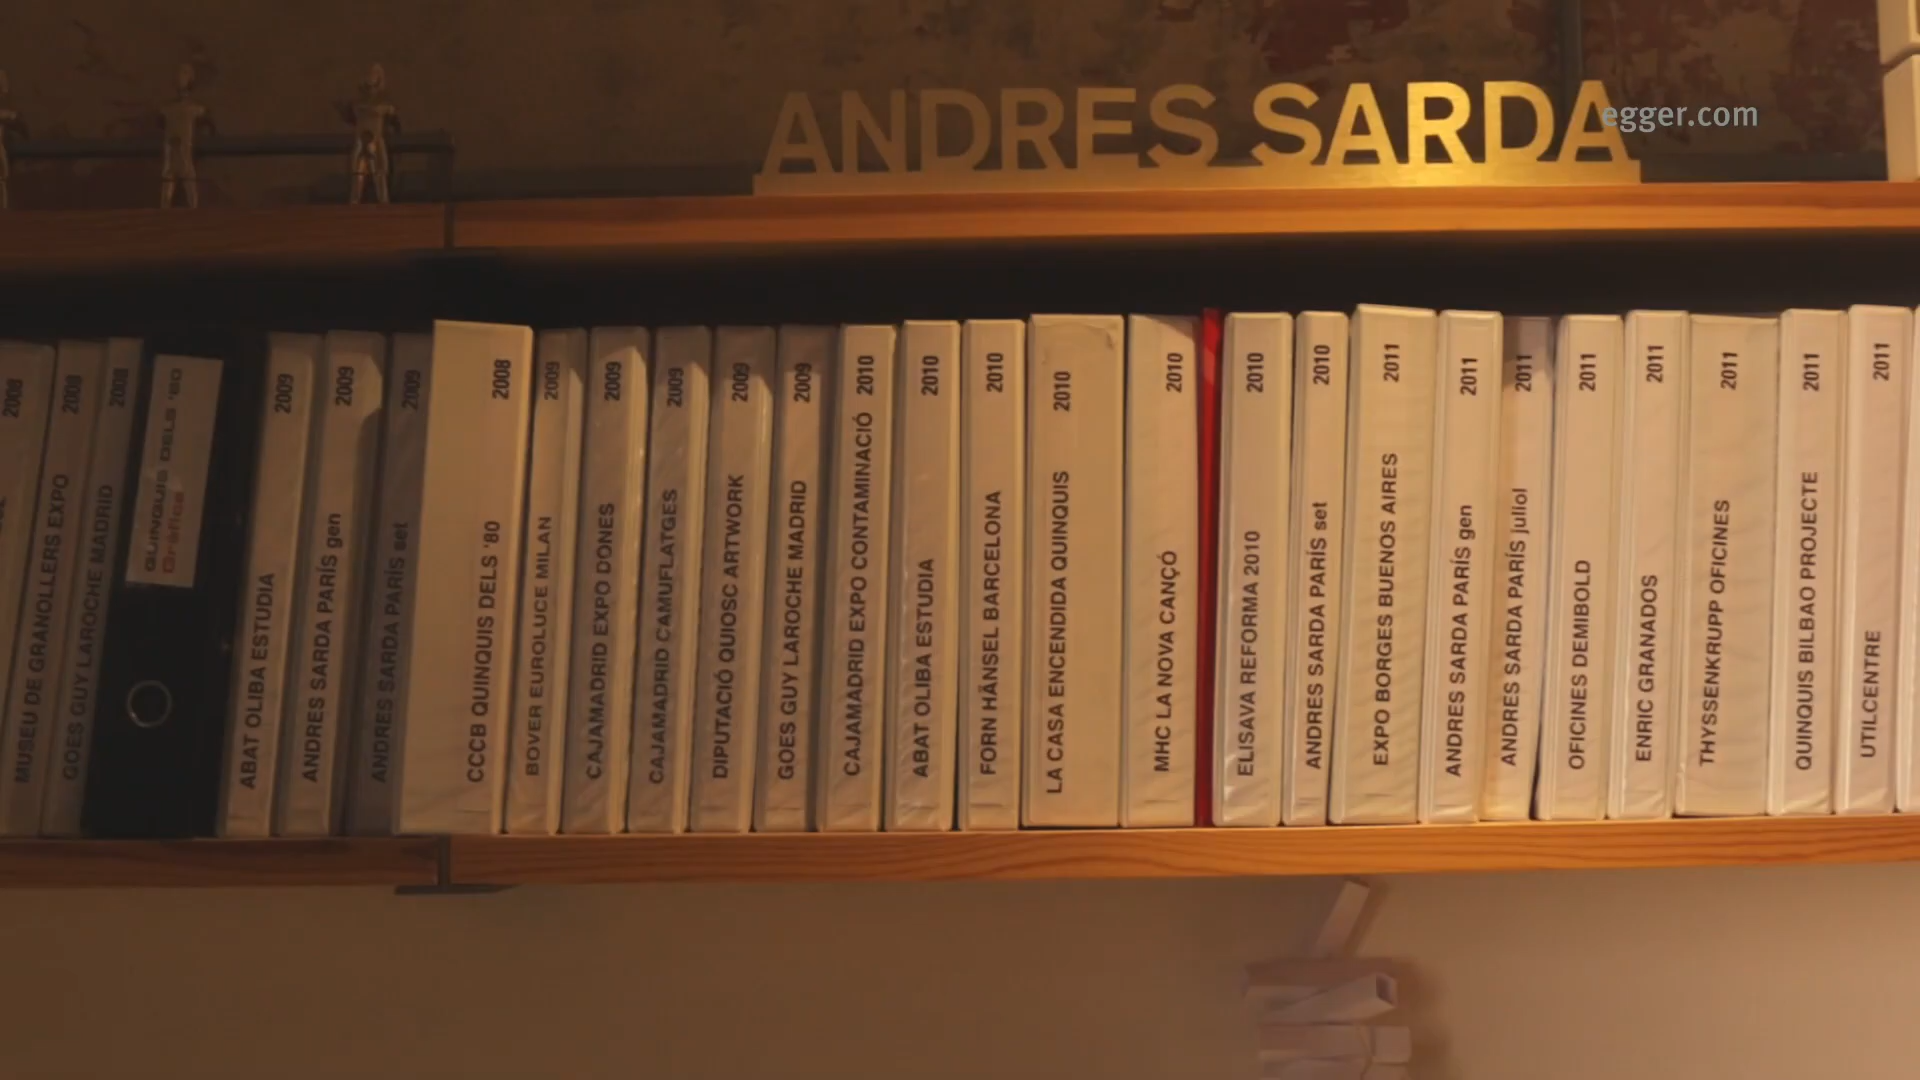 ANDRES SARDA
egger.com
2008
MUSEU DE GRANOLLERS EXPO 2008
GOES GUY LAROCHE MADRID 2008
QUINQUIS DELS '80
Gràfica
ABAT OLIBA ESTUDIA 2009
ANDRES SARDA PARÍS gen 2009
ANDRES SARDA PARÍS set 2009
CCCB QUINQUIS DELS '80 2008
BOVER EUROLUCE MILAN 2009
CAJAMADRID EXPO DONES 2009
CAJAMADRID CAMUFLATGES 2009
DIPUTACIÓ QUIOSC ARTWORK 2009
GOES GUY LAROCHE MADRID 2009
CAJAMADRID EXPO CONTAMINACIÓ 2010
ABAT OLIBA ESTUDIA 2010
FORN HÄNSEL BARCELONA 2010
LA CASA ENCENDIDA QUINQUIS 2010
MHC LA NOVA CANÇÓ 2010
ELISAVA REFORMA 2010 2010
ANDRES SARDA PARÍS set 2010
EXPO BORGES BUENOS AIRES 2011
ANDRES SARDA PARÍS gen 2011
ANDRES SARDA PARÍS juliol 2011
OFICINES DEMIBOLD 2011
ENRIC GRANADOS 2011
THYSSENKRUPP OFICINES 2011
QUINQUIS BILBAO PROJECTE 2011
UTILCENTRE 2011